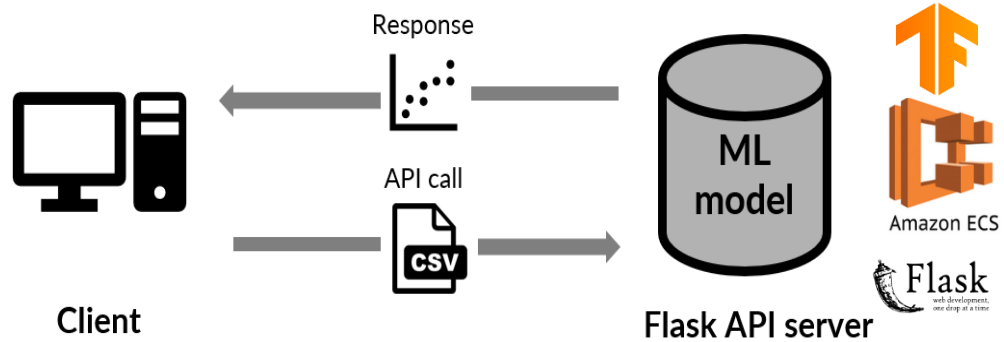 Response
API call
CSV
Client
ML
model
Flask API server
TF
Amazon ECS
Flask
web development,
one drop at a time